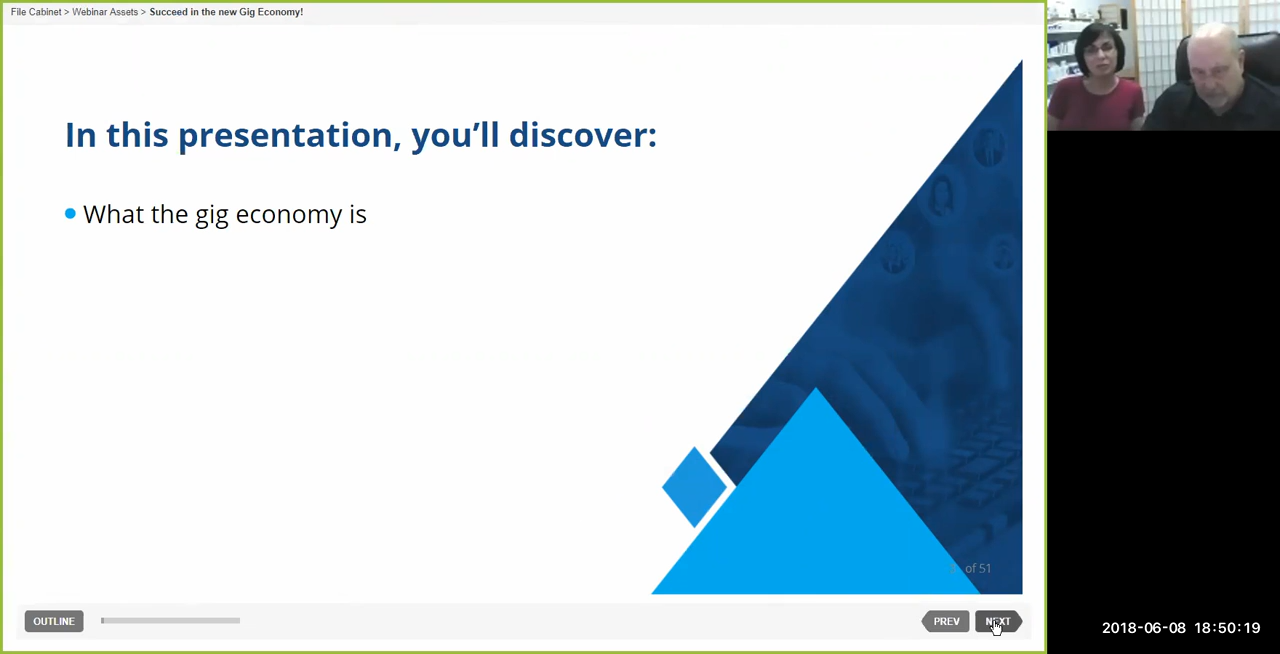 File Cabinet > Webinar Assets > Succeed in the new Gig Economy!
In this presentation, you'll discover:
What the gig economy is
of 51
OUTLINE
PREV
NEXT
2018-06-08 18:50:19